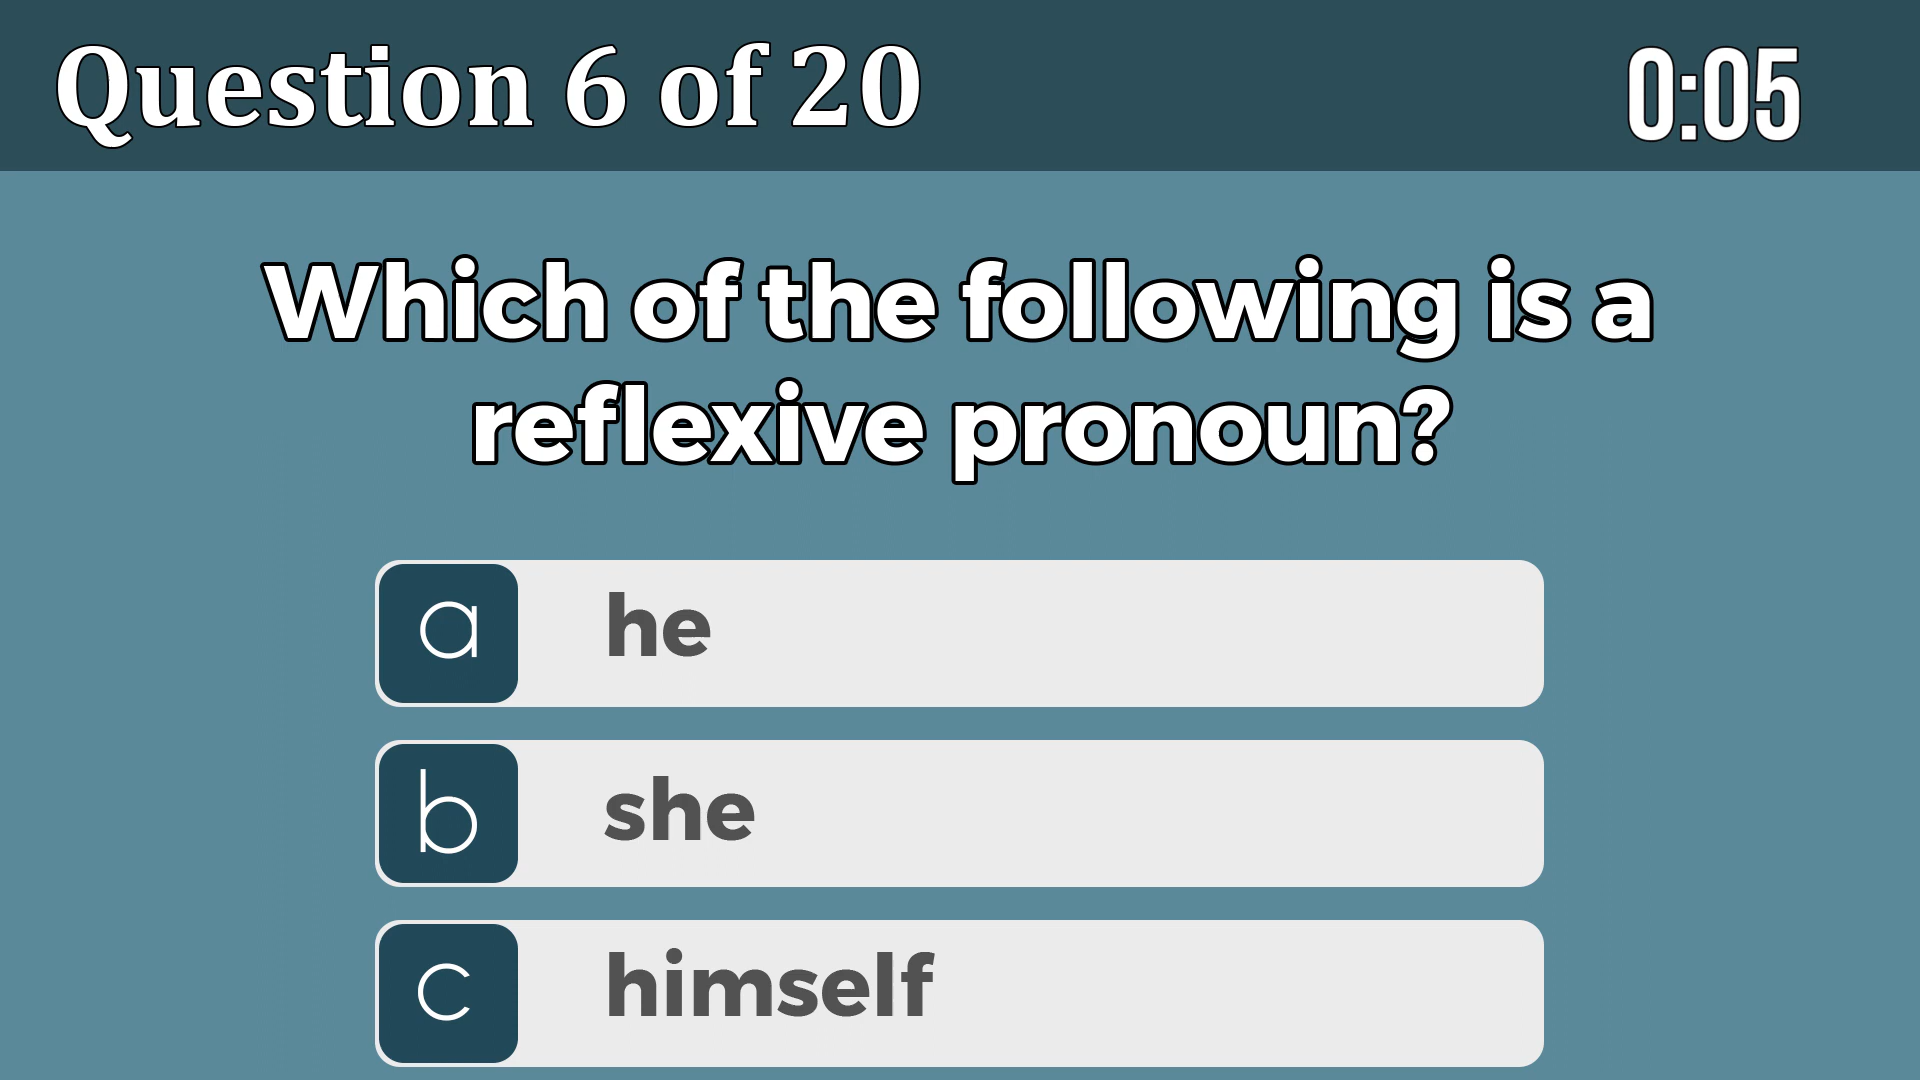 Question 6 of 20
0:05
Which of the following is a
reflexive pronoun?
a he
b she
c himself